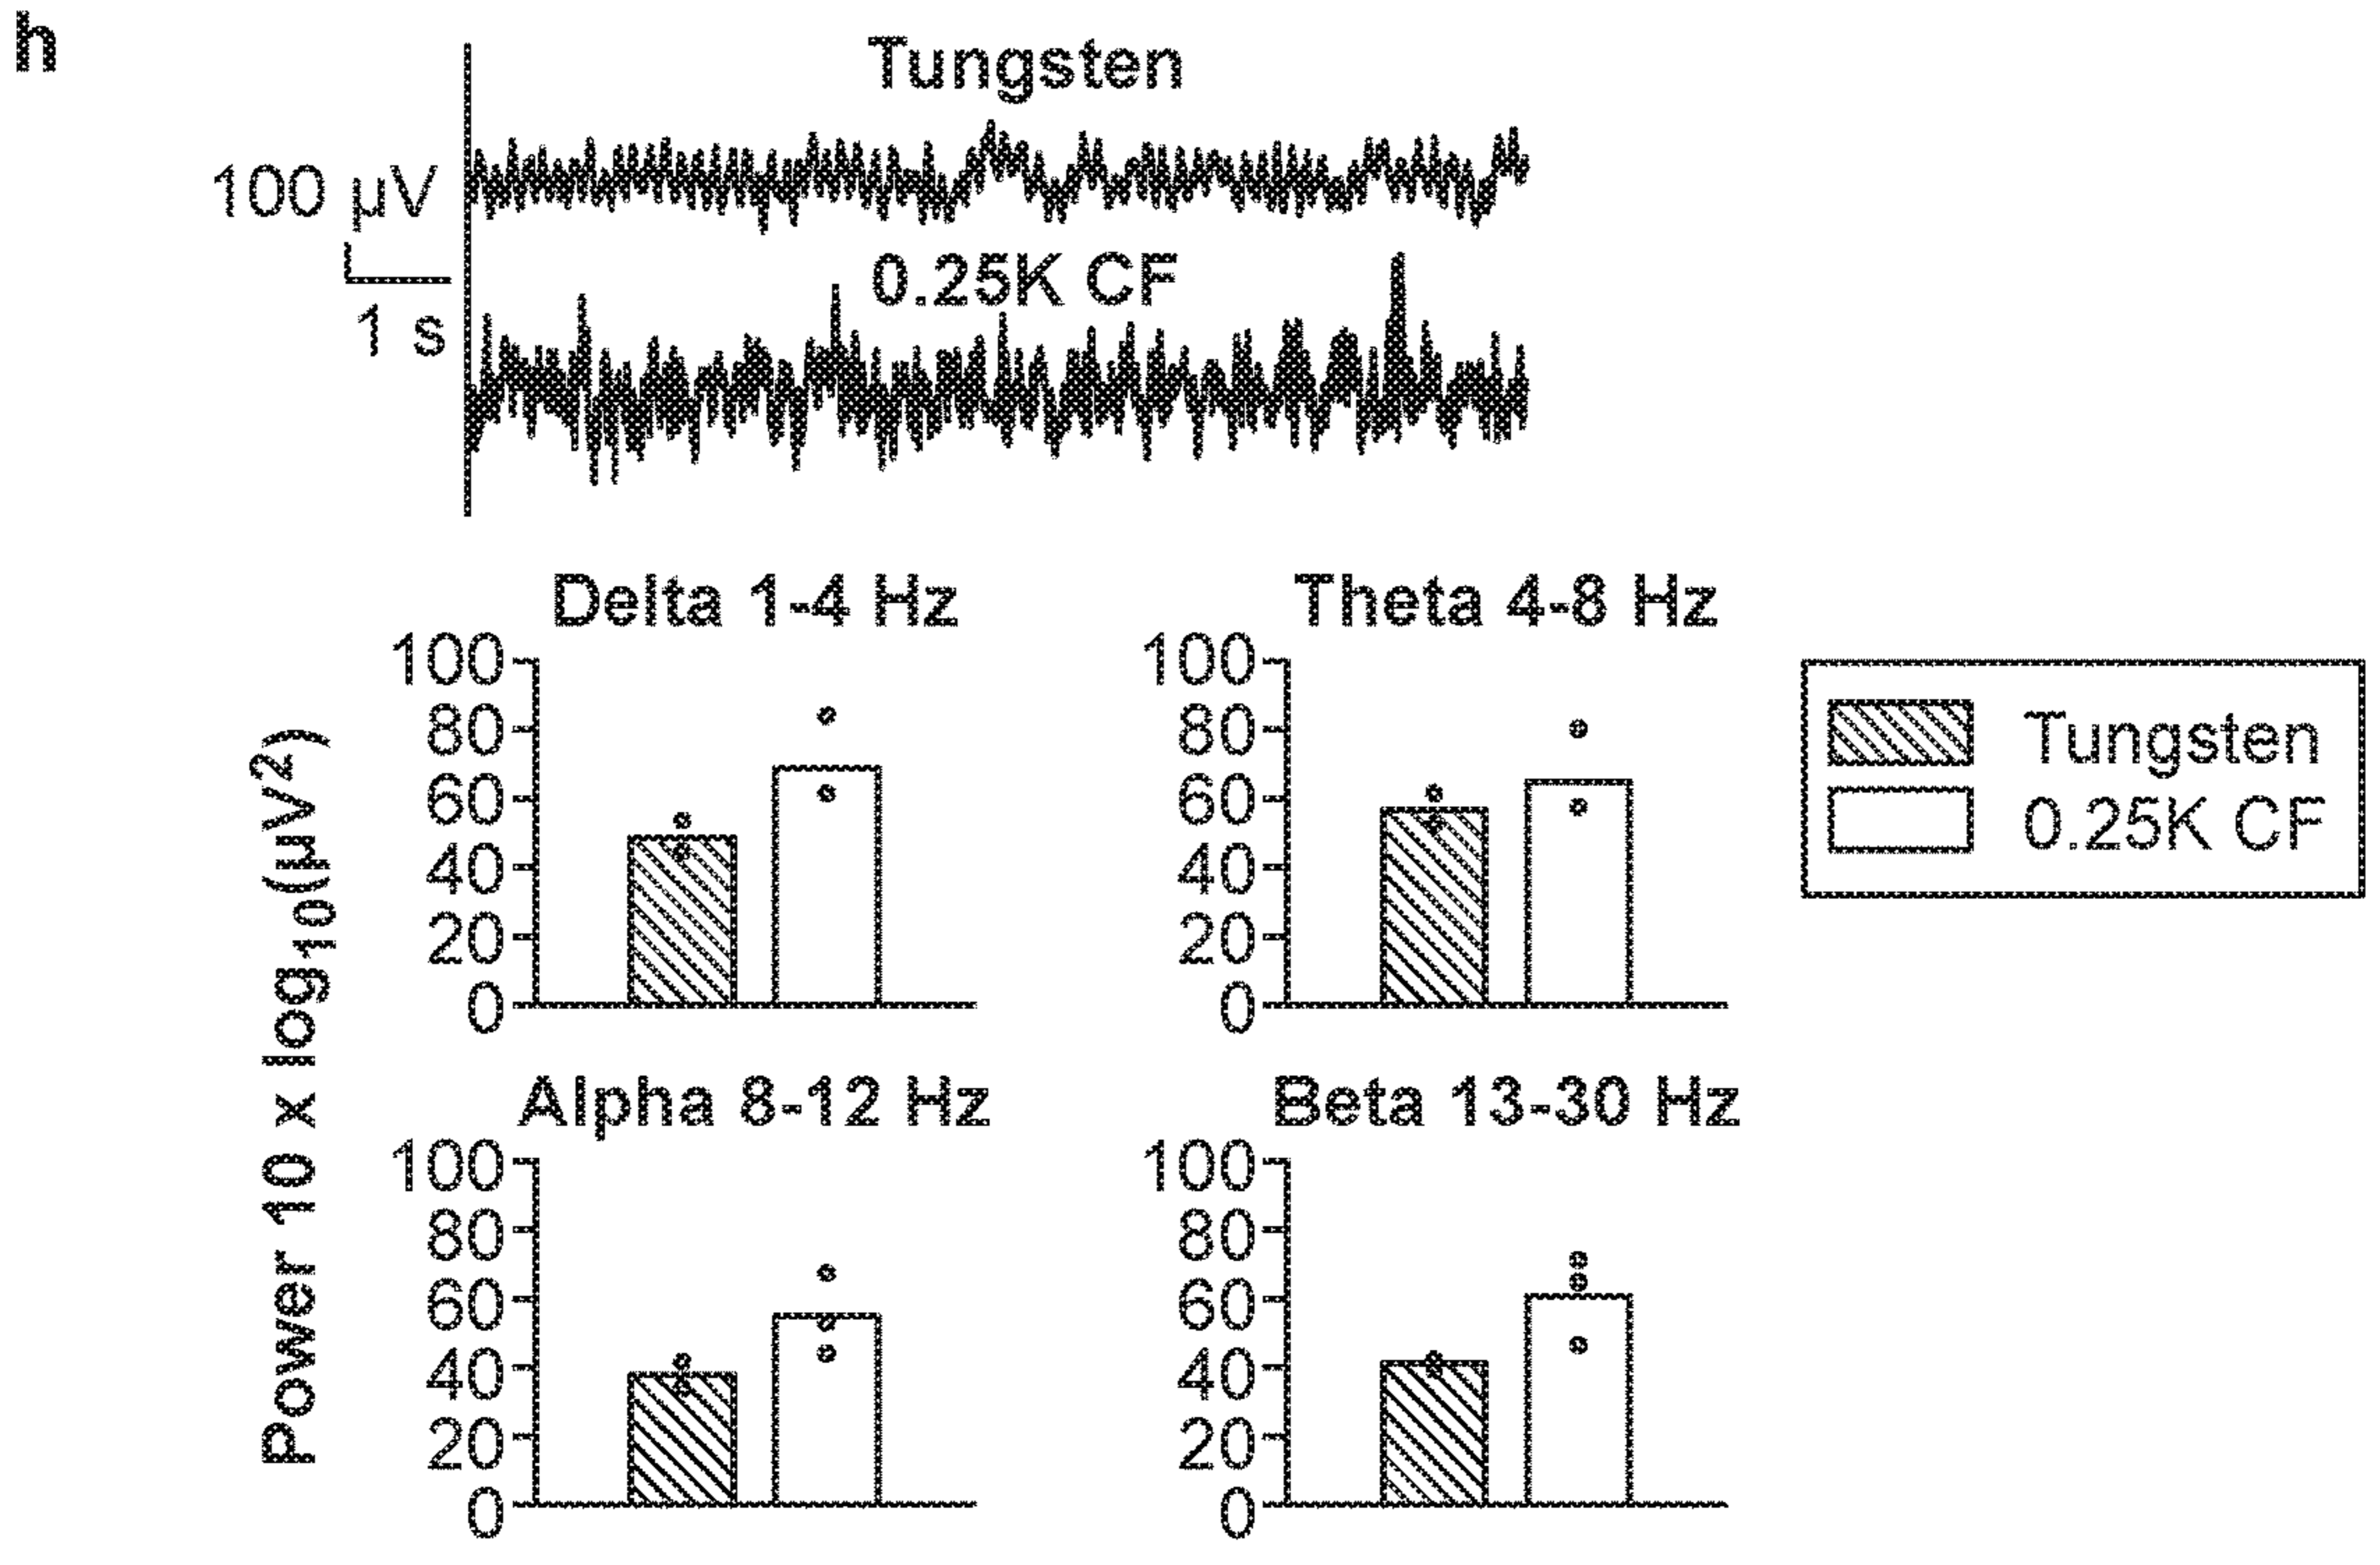 h
Tungsten
100 µV
0.25K CF
1 s
Delta 1-4 Hz
Theta 4-8 Hz
100
80
60
40
20
0
100
80
60
40
20
0
Tungsten
0.25K CF
Power 10 x log10(µV2)
Alpha 8-12 Hz
Beta 13-30 Hz
100
80
60
40
20
0
100
80
60
40
20
0